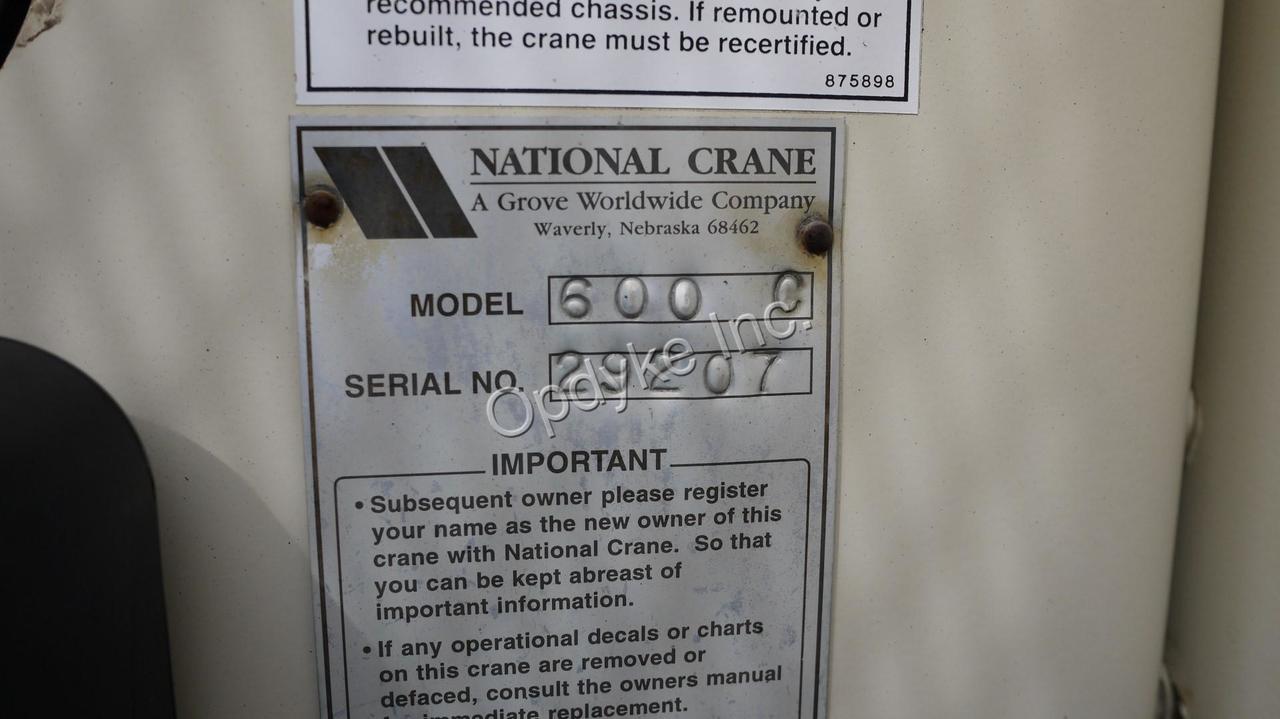 recommended chassis. If remounted or
rebuilt, the crane must be recertified.
875898
NATIONAL CRANE
A Grove Worldwide Company
Waverly, Nebraska 68462
MODEL 600 C
SERIAL NO. 29207
Opdyke Inc.
IMPORTANT
• Subsequent owner please register
your name as the new owner of this
crane with National Crane. So that
you can be kept abreast of
important information.
• If any operational decals or charts
on this crane are removed or
defaced, consult the owners manual
immediate replacement.